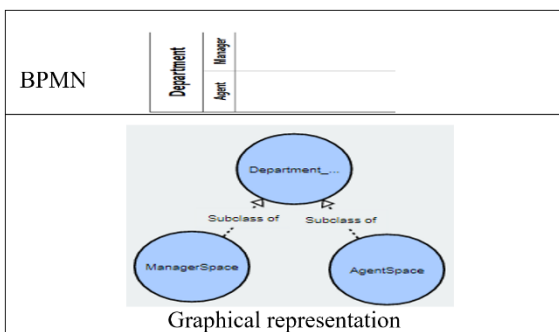 BPMN
Department
Manager
Agent
Department_...
Subclass of
Subclass of
ManagerSpace
AgentSpace
Graphical representation